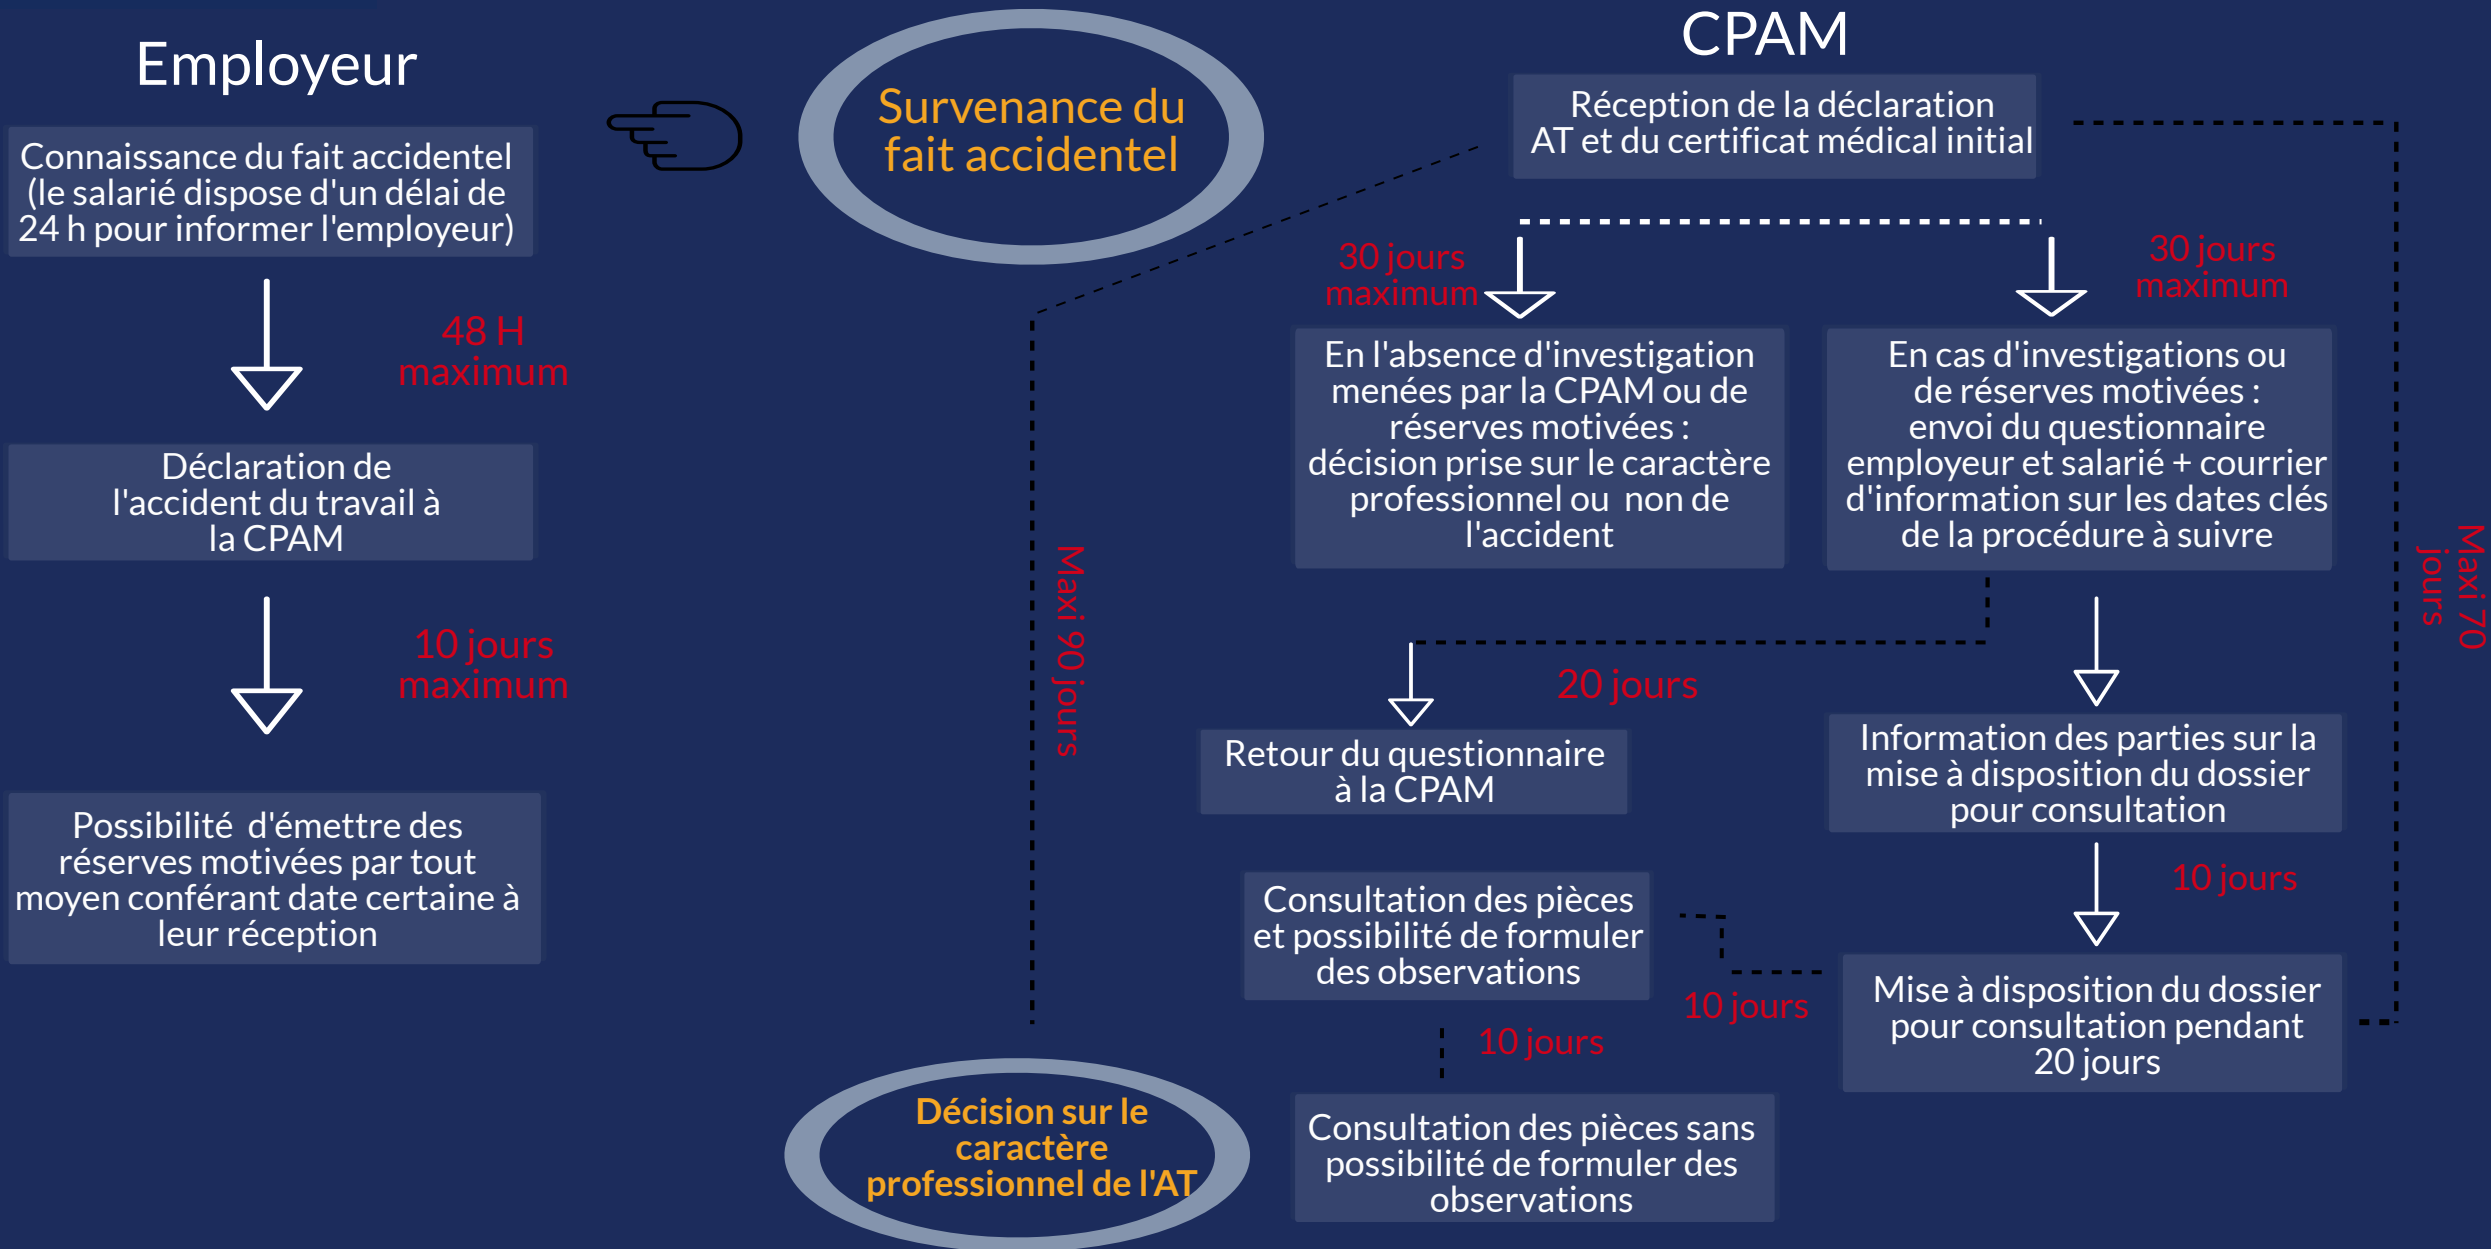 Employeur
Connaissance du fait accidentel
(le salarié dispose d'un délai de
24 h pour informer l'employeur)
48 H
maximum
Déclaration de
l'accident du travail à
la CPAM
10 jours
maximum
Possibilité d'émettre des
réserves motivées par tout
moyen conférant date certaine à
leur réception
Survenance du
fait accidentel
Maxi 90 jours
Décision sur le
caractère
professionnel de l'AT
CPAM
Réception de la déclaration
AT et du certificat médical initial
30 jours
maximum
En l'absence d'investigation
menées par la CPAM ou de
réserves motivées :
décision prise sur le caractère
professionnel ou non de
l'accident
30 jours
maximum
En cas d'investigations ou
de réserves motivées :
envoi du questionnaire
employeur et salarié + courrier
d'information sur les dates clés
de la procédure à suivre
Maxi 70
jours
20 jours
Retour du questionnaire
à la CPAM
Information des parties sur la
mise à disposition du dossier
pour consultation
10 jours
Mise à disposition du dossier
pour consultation pendant
20 jours
10 jours
Consultation des pièces
et possibilité de formuler
des observations
10 jours
Consultation des pièces sans
possibilité de formuler des
observations